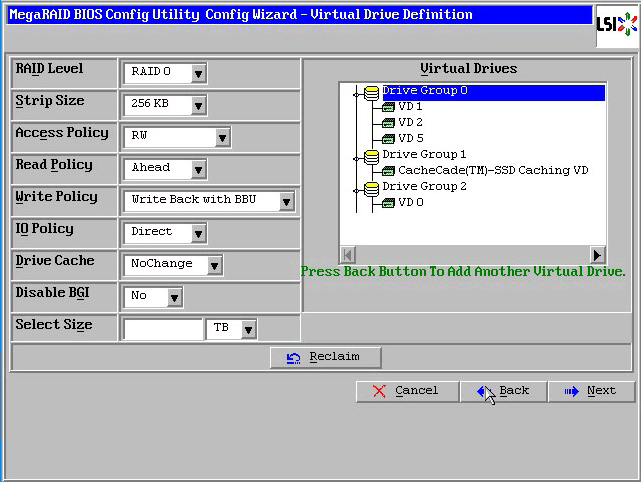 MegaRAID BIOS Config Utility Config Wizard - Virtual Drive Definition
LSI
RAID Level RAID 0
Strip Size 256 KB
Access Policy RW
Read Policy Ahead
Write Policy Write Back with BBU
IO Policy Direct
Drive Cache NoChange
Disable BGI No
Select Size TB
Virtual Drives
Drive Group 0
VD 1
VD 2
VD 5
Drive Group 1
CacheCade(TM)-SSD Caching VD
Drive Group 2
VD 0
Press Back Button To Add Another Virtual Drive.
Reclaim
Cancel Back Next